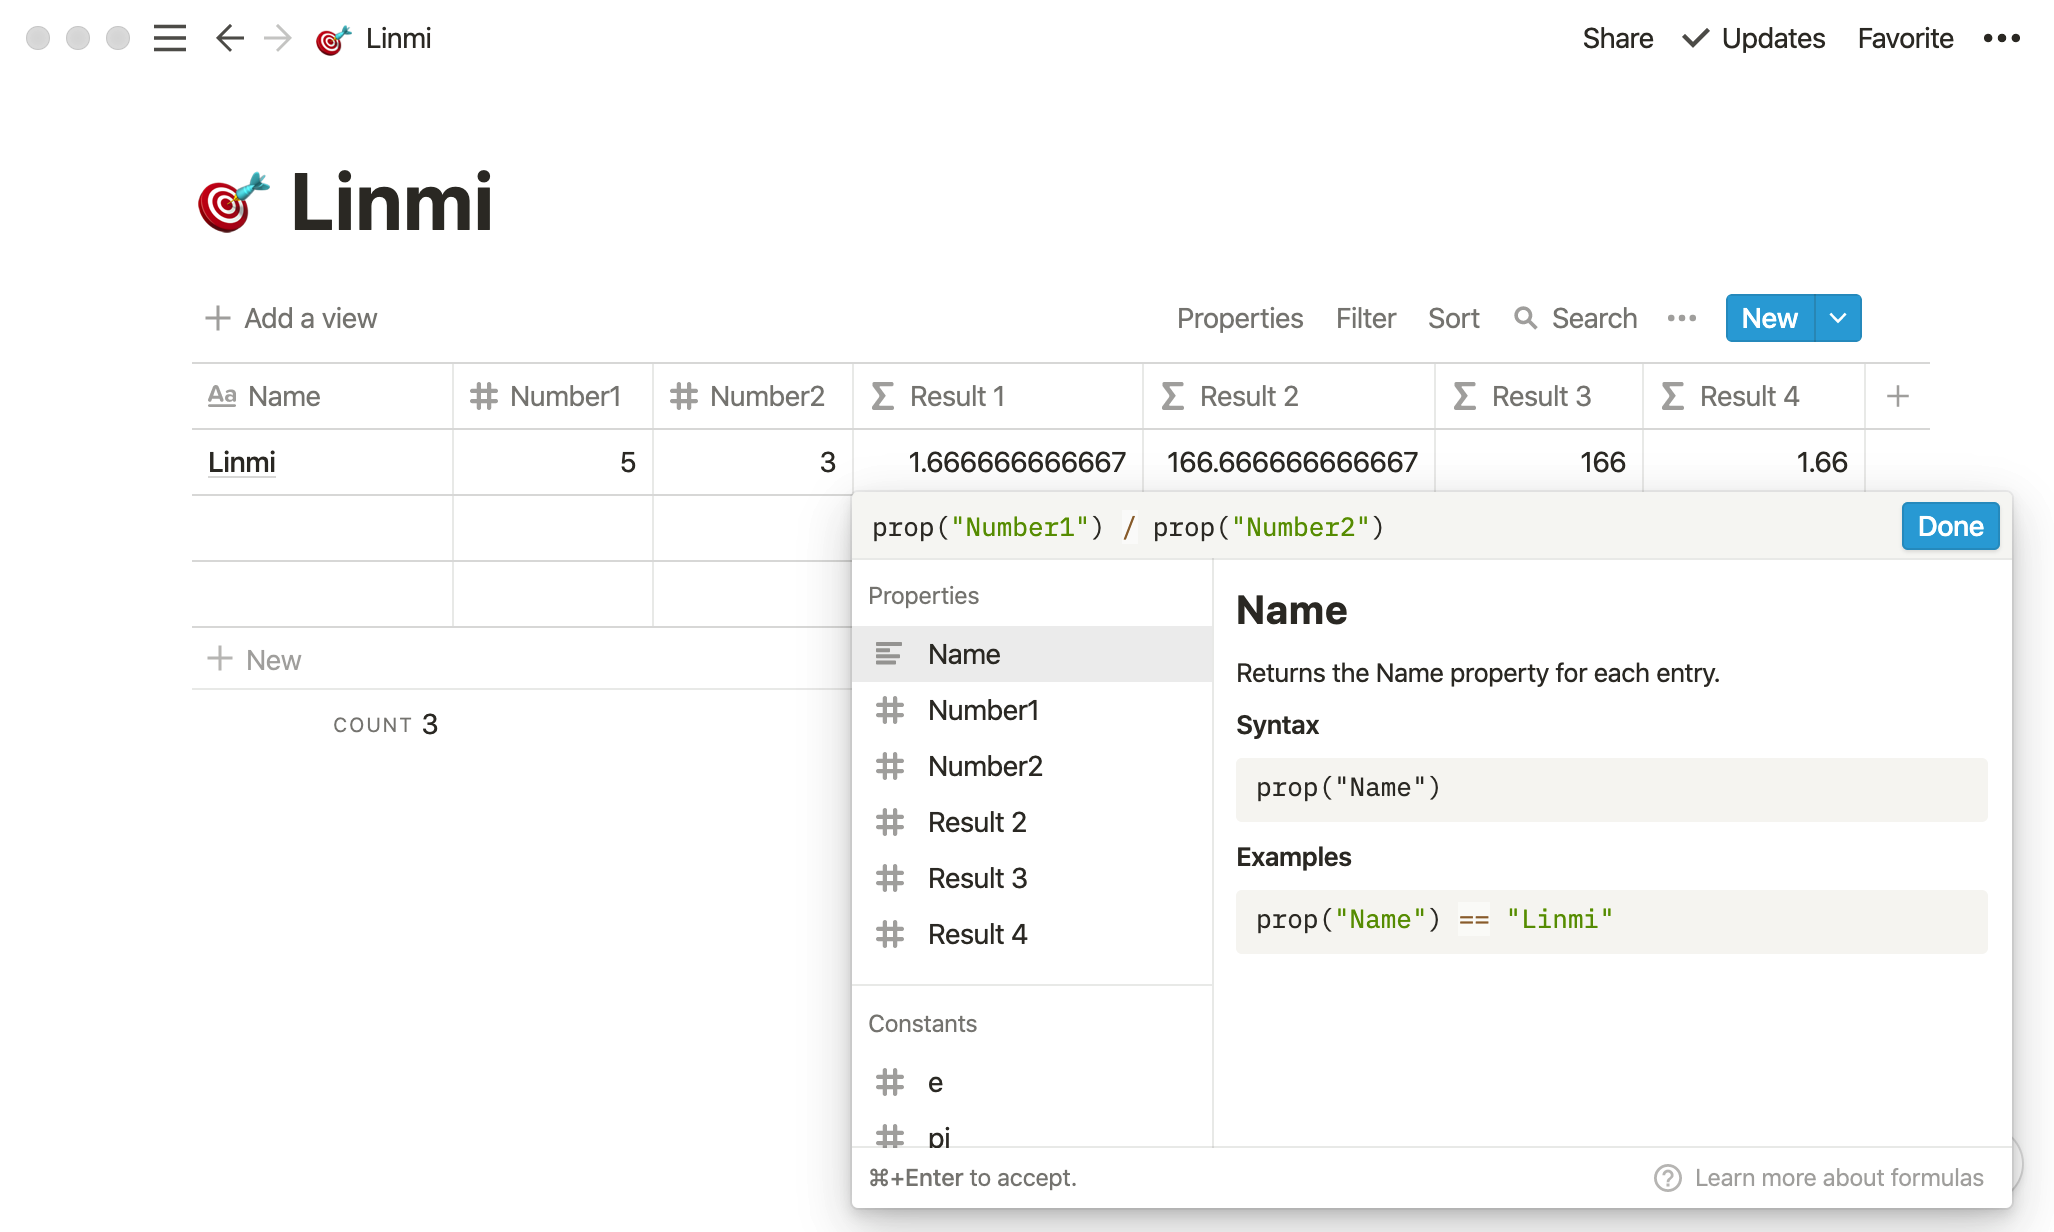 Linmi Share Updates Favorite
Linmi
Add a view Properties Filter Sort Search New
Aa Name Number1 Number2 Result 1 Result 2 Result 3 Result 4
Linmi 5 3 1.666666666667 166.666666666667 166 1.66
prop("Number1") / prop("Number2") Done
Properties
Name
Number1
Number2
Result 2
Result 3
Result 4
Constants
e
pi
⌘+Enter to accept.
Name
Returns the Name property for each entry.
Syntax
prop("Name")
Examples
prop("Name") == "Linmi"
Learn more about formulas
New
COUNT 3